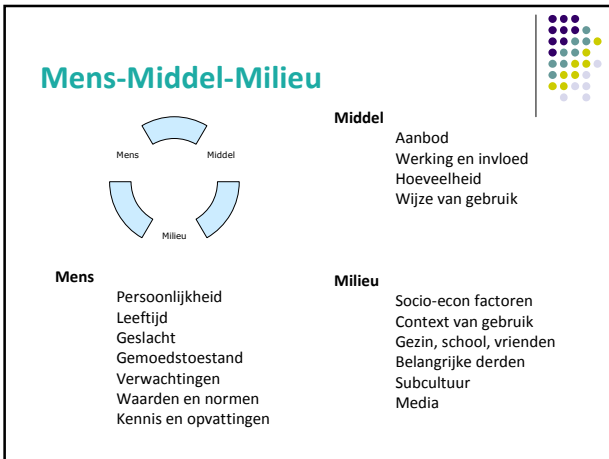 Mens-Middel-Milieu
Mens
Middel
Milieu
Middel
Aanbod
Werking en invloed
Hoeveelheid
Wijze van gebruik
Mens
Persoonlijkheid
Leeftijd
Geslacht
Gemoedstoestand
Verwachtingen
Waarden en normen
Kennis en opvattingen
Milieu
Socio-econ factoren
Context van gebruik
Gezin, school, vrienden
Belangrijke derden
Subcultuur
Media